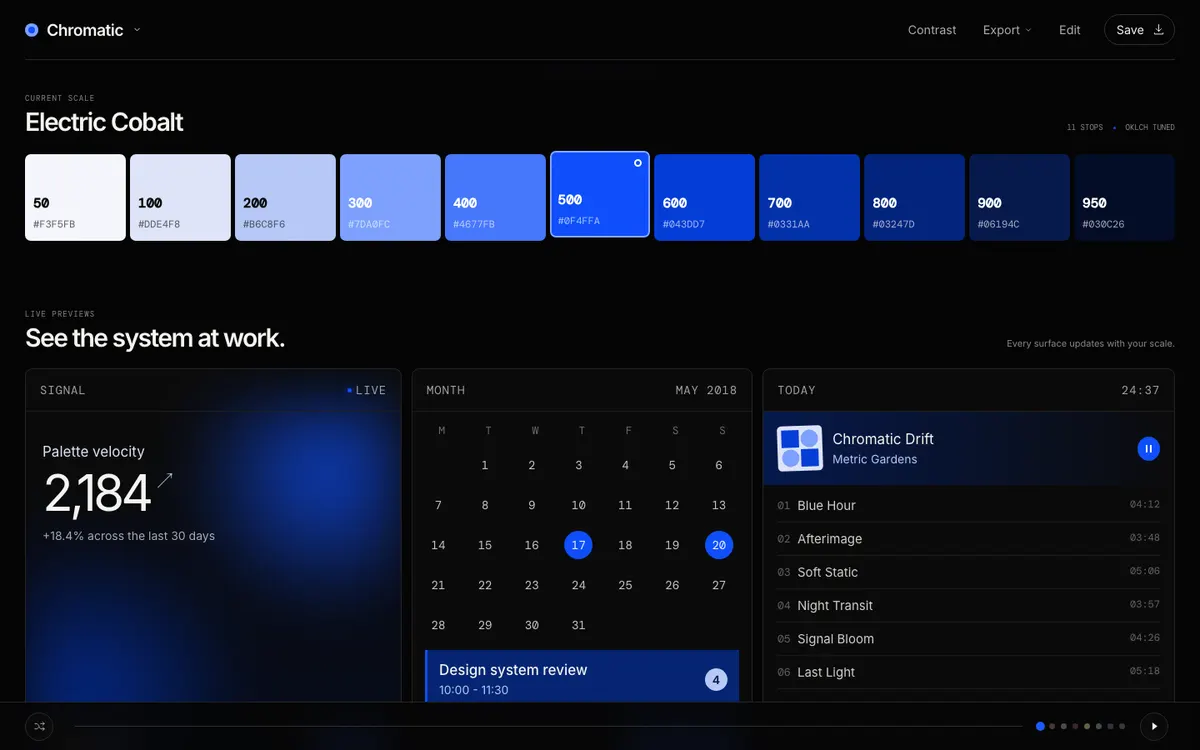 Chromatic
Contrast Export Edit Save
CURRENT SCALE
Electric Cobalt
11 STOPS • OKLCH TUNED
50 100 200 300 400 500 600 700 800 900 950
#F3F5FB #DDE4F8 #B6C8F6 #7DA0FC #4677FB #0F4FFA #043DD7 #0331AA #03247D #06194C #030C26
LIVE PREVIEWS
See the system at work.
Every surface updates with your scale.
SIGNAL LIVE
Palette velocity
2,184
+18.4% across the last 30 days
MONTH MAY 2018
M T W T F S S
1 2 3 4 5 6
7 8 9 10 11 12 13
14 15 16 17 18 19 20
21 22 23 24 25 26 27
28 29 30 31
Design system review
10:00 - 11:30
4
TODAY 24:37
Chromatic Drift
Metric Gardens
01 Blue Hour 04:12
02 Afterimage 03:48
03 Soft Static 05:06
04 Night Transit 03:57
05 Signal Bloom 04:26
06 Last Light 05:18